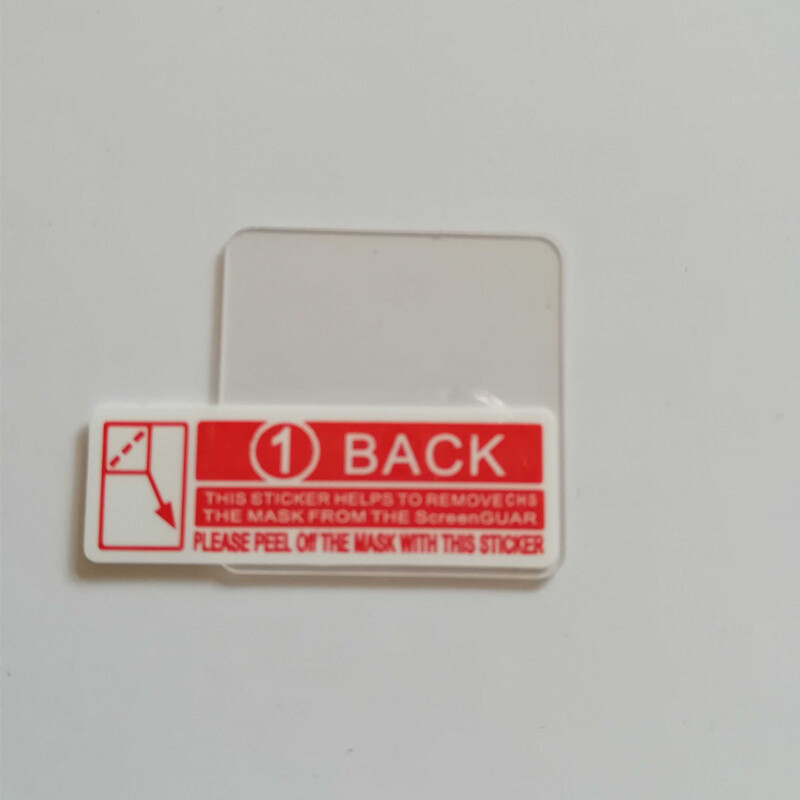 1 BACK
THIS STICKER HELPS TO REMOVE CHS
THE MASK FROM THE ScreenGUAR
PLEASE PEEL Off THE MASK WITH THIS STICKER